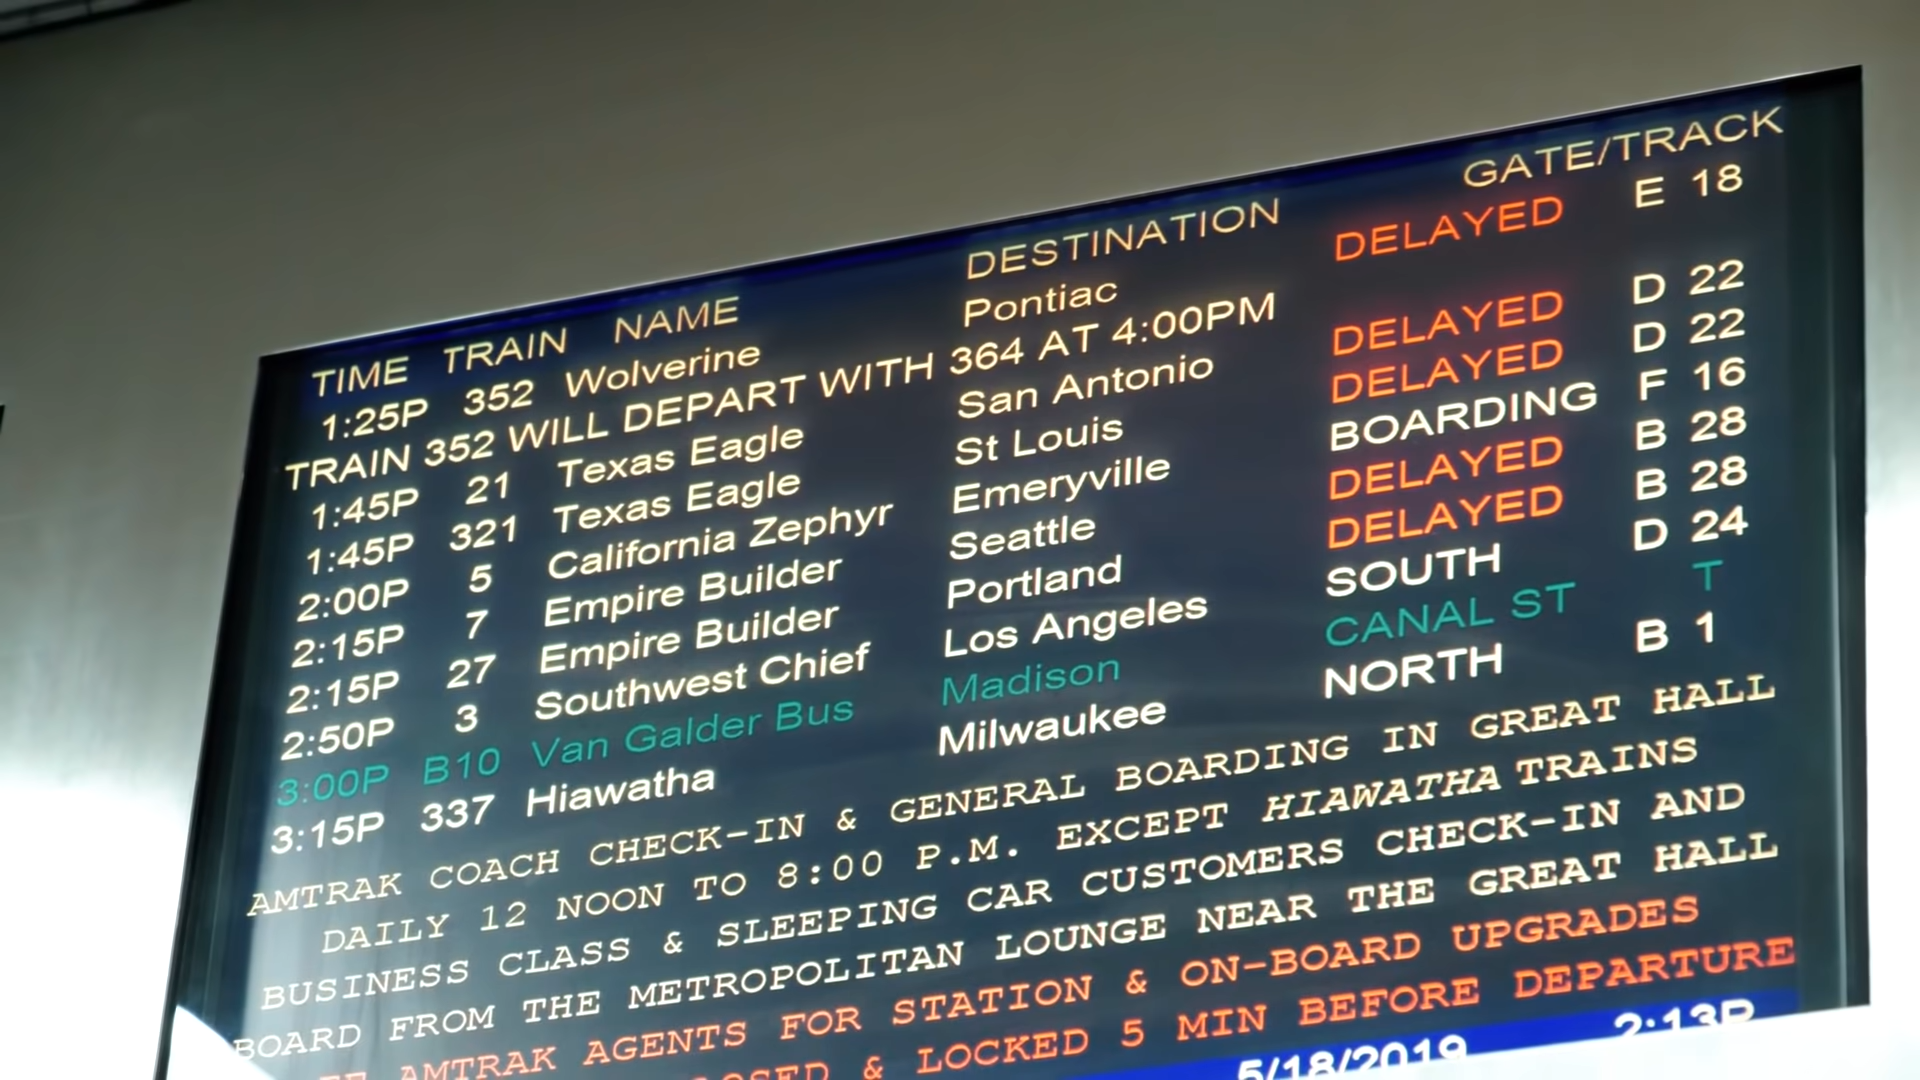 TIME TRAIN NAME DESTINATION GATE/TRACK
1:25P 352 Wolverine Pontiac DELAYED E 18
TRAIN 352 WILL DEPART WITH 364 AT 4:00PM
1:45P 21 Texas Eagle San Antonio DELAYED D 22
1:45P 321 Texas Eagle St Louis DELAYED D 22
2:00P 5 California Zephyr Emeryville BOARDING F 16
2:15P 7 Empire Builder Seattle DELAYED B 28
2:15P 27 Empire Builder Portland DELAYED B 28
2:50P 3 Southwest Chief Los Angeles SOUTH D 24
3:00P B10 Van Galder Bus Madison CANAL ST T
3:15P 337 Hiawatha Milwaukee NORTH B 1
AMTRAK COACH CHECK-IN & GENERAL BOARDING IN GREAT HALL
DAILY 12 NOON TO 8:00 P.M. EXCEPT HIAWATHA TRAINS
BUSINESS CLASS & SLEEPING CAR CUSTOMERS CHECK-IN AND
BOARD FROM THE METROPOLITAN LOUNGE NEAR THE GREAT HALL
AMTRAK AGENTS FOR STATION & ON-BOARD UPGRADES
& LOCKED 5 MIN BEFORE DEPARTURE
5/18/2019 2:13P